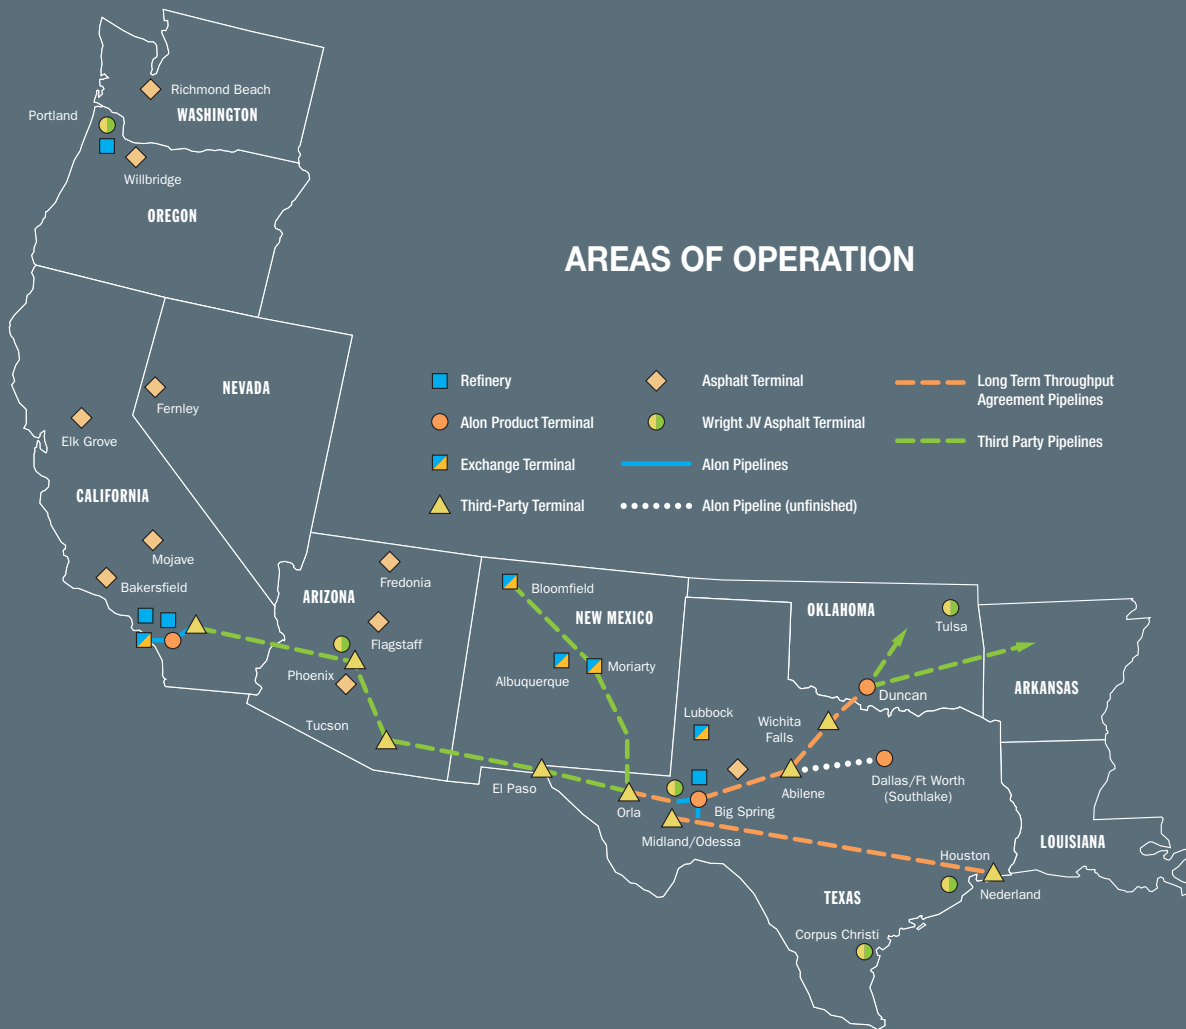 Richmond Beach
Portland
WASHINGTON
Willbridge
OREGON
AREAS OF OPERATION
Refinery
Asphalt Terminal
Long Term Throughput
Agreement Pipelines
Alon Product Terminal
Wright JV Asphalt Terminal
Third Party Pipelines
Exchange Terminal
Alon Pipelines
Third-Party Terminal
Alon Pipeline (unfinished)
NEVADA
Fernley
Elk Grove
CALIFORNIA
Mojave
Bakersfield
Fredonia
ARIZONA
Flagstaff
Phoenix
Tucson
Bloomfield
NEW MEXICO
Albuquerque
Moriarty
OKLAHOMA
Tulsa
Duncan
ARKANSAS
Lubbock
Wichita
Falls
El Paso
Orla
Big Spring
Abilene
Dallas/Ft Worth
(Southlake)
Midland/Odessa
LOUISIANA
Houston
Nederland
TEXAS
Corpus Christi